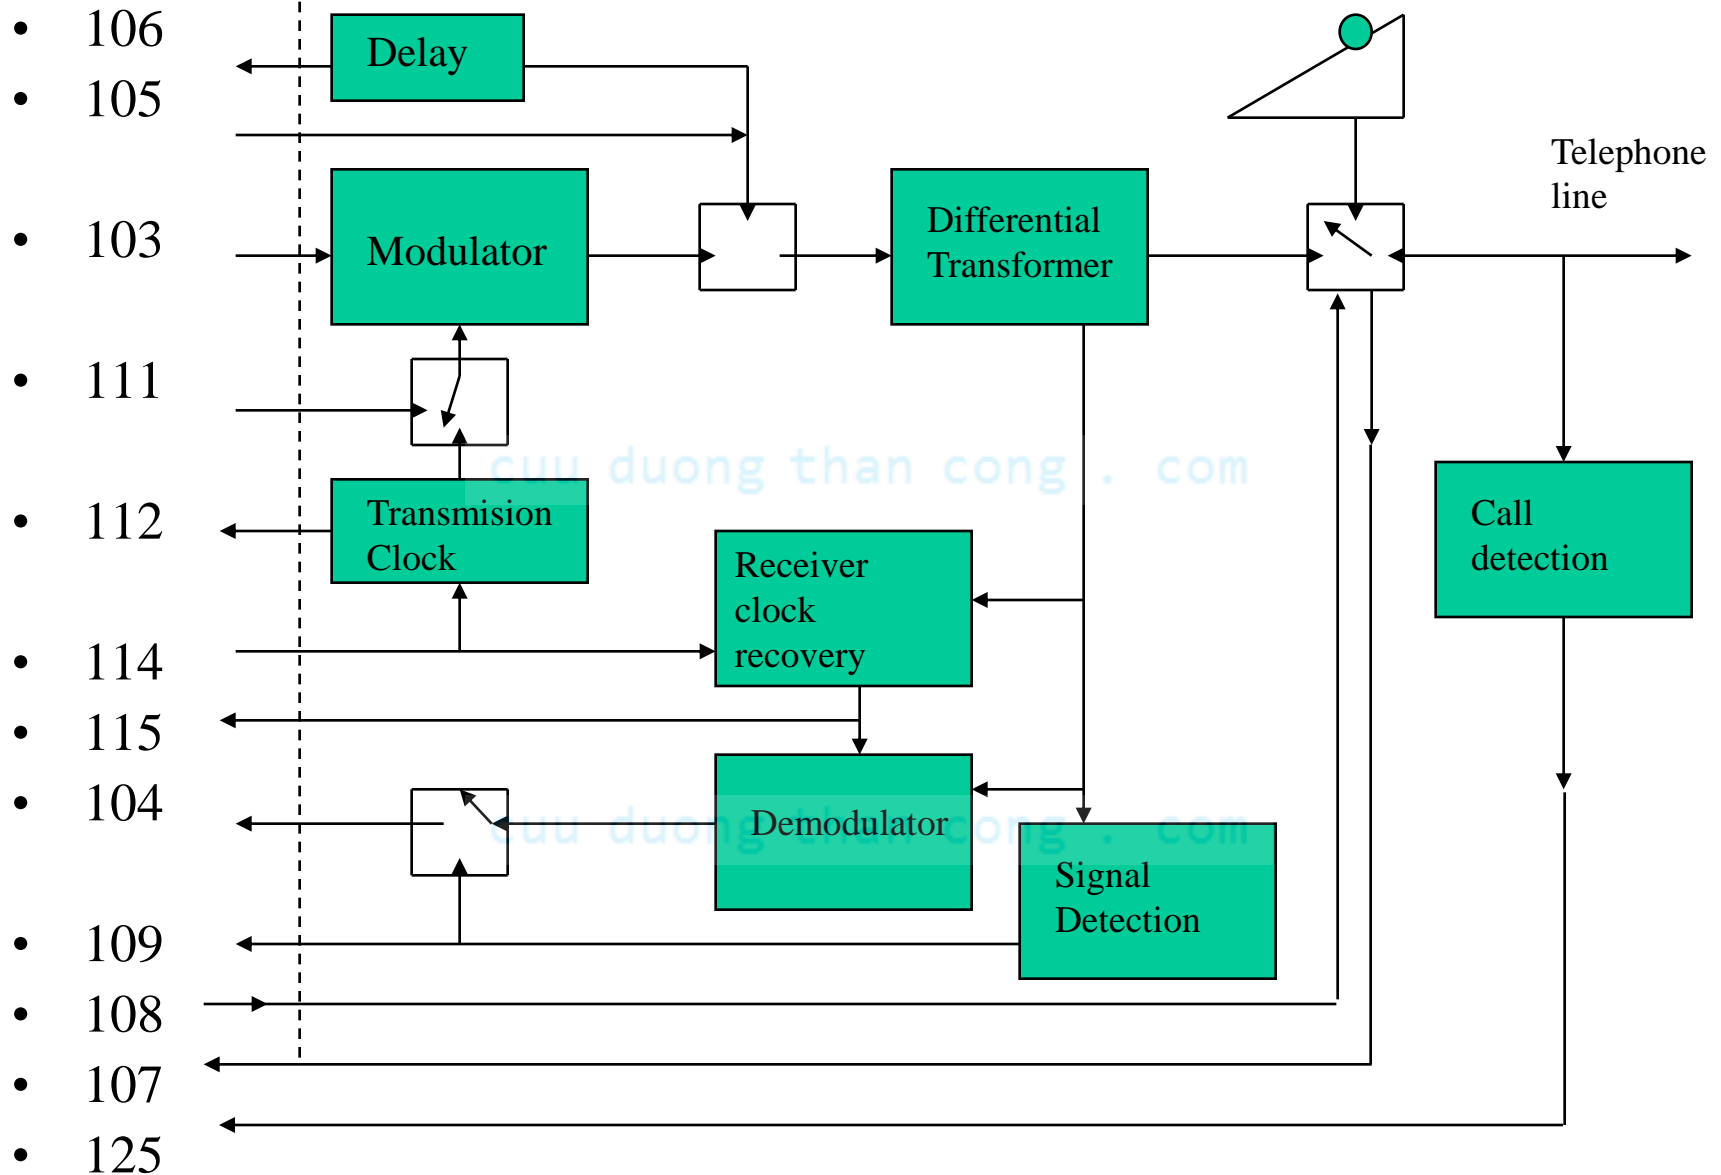 • 106
Delay
• 105
Telephone
line
• 103
Modulator
Differential
Transformer
• 111
cuu duong than cong . com
• 112
Transmision
Clock
Call
detection
Receiver
clock
recovery
• 114
• 115
• 104
Demodulator
cuu duong than cong . com
Signal
Detection
• 109
• 108
• 107
• 125